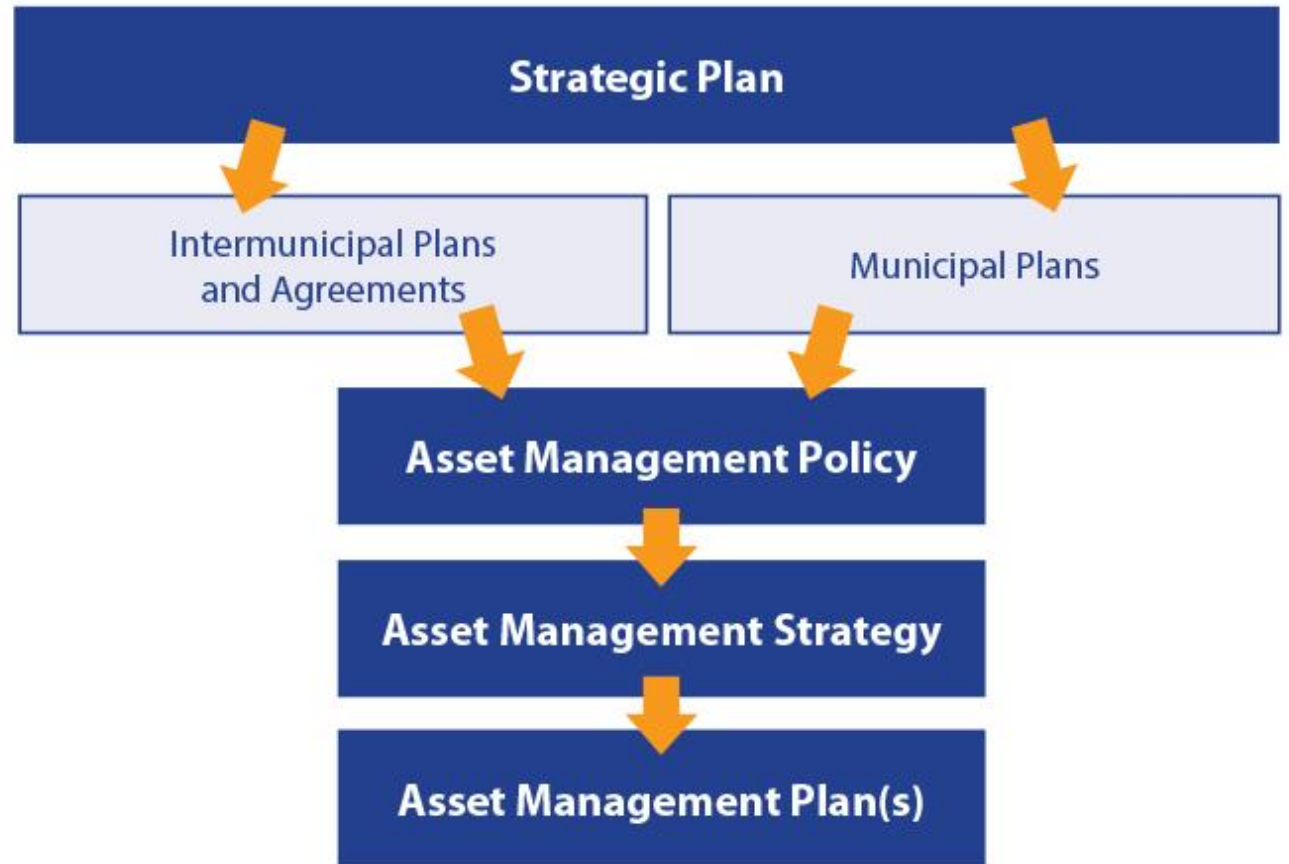 Strategic Plan
Intermunicipal Plans
and Agreements
Municipal Plans
Asset Management Policy
Asset Management Strategy
Asset Management Plan(s)